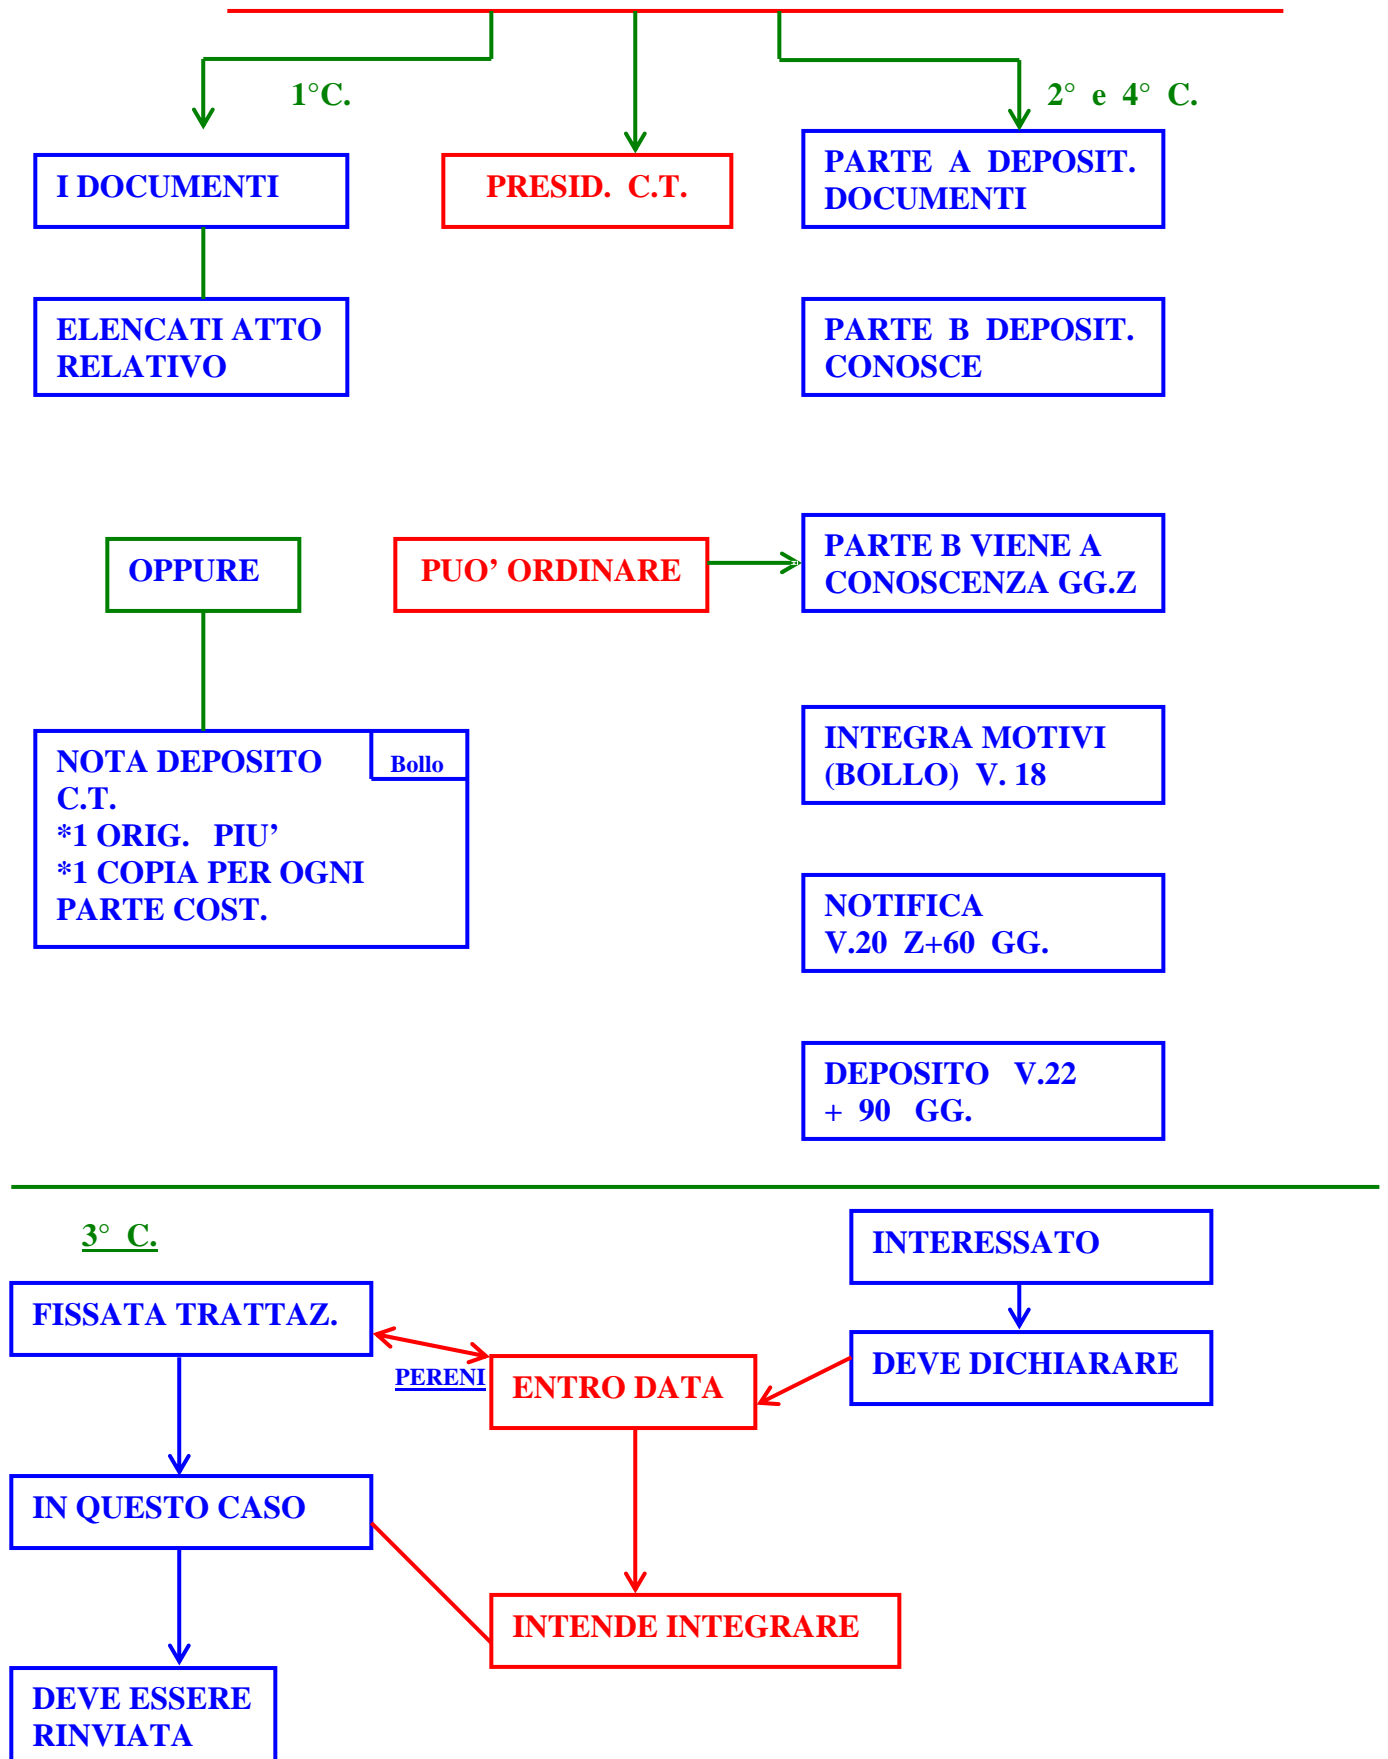 1°C.
2° e 4° C.
I DOCUMENTI
PRESID. C.T.
PARTE A DEPOSIT.
DOCUMENTI
ELENCATI ATTO
RELATIVO
PARTE B DEPOSIT.
CONOSCE
OPPURE
PUO’ ORDINARE
PARTE B VIENE A
CONOSCENZA GG.Z
NOTA DEPOSITO
Bollo
C.T.
*1 ORIG. PIU’
*1 COPIA PER OGNI
PARTE COST.
INTEGRA MOTIVI
(BOLLO) V. 18
NOTIFICA
V.20 Z+60 GG.
DEPOSITO V.22
+ 90 GG.
3° C.
INTERESSATO
FISSATA TRATTAZ.
DEVE DICHIARARE
PERENI
ENTRO DATA
IN QUESTO CASO
INTENDE INTEGRARE
DEVE ESSERE
RINVIATA